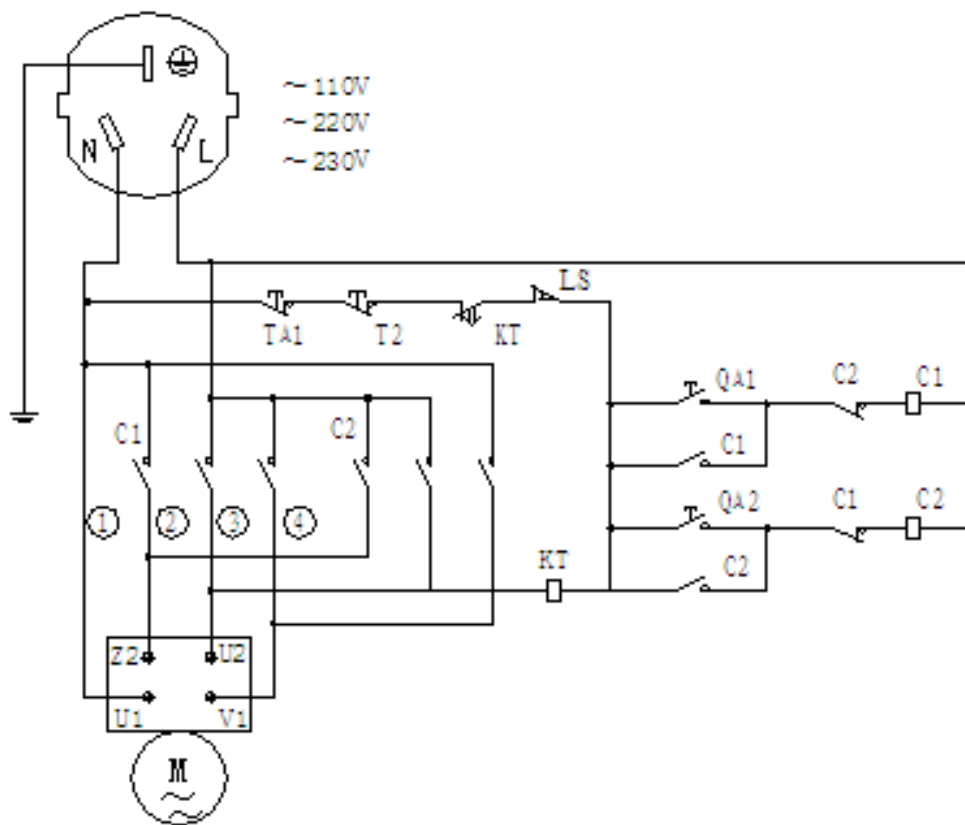 ~110V
~220V
N L
~230V
LS
TA1 T2 KT
QA1 C2 C1
C1 C2
C1
① ② ③ ④
QA2 C1 C2
KT
C2
Z2 U2
U1 V1
M